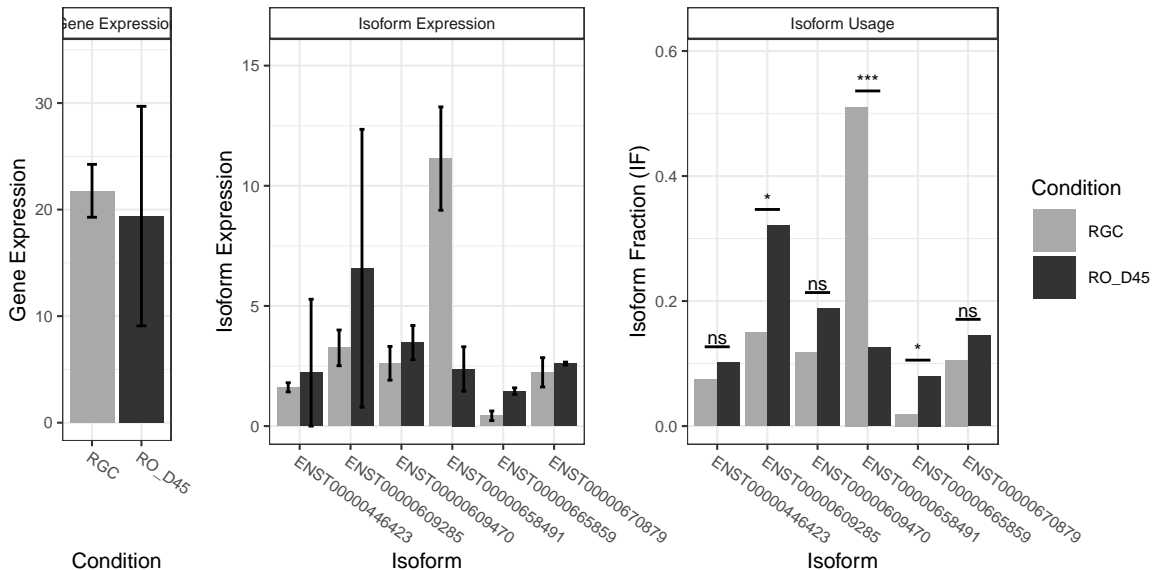 Gene Expression
Isoform Expression
Isoform Usage
Gene Expression
30
20
10
0
RGC
RO_D45
Condition
Isoform Expression
15
10
5
0
ENST00000446423
ENST00000609285
ENST00000609470
ENST00000658491
ENST00000665859
ENST00000670879
Isoform
Isoform Fraction (IF)
0.6
0.4
0.2
0.0
ns
*
ns
***
*
ns
ENST00000446423
ENST00000609285
ENST00000609470
ENST00000658491
ENST00000665859
ENST00000670879
Isoform
Condition
RGC
RO_D45